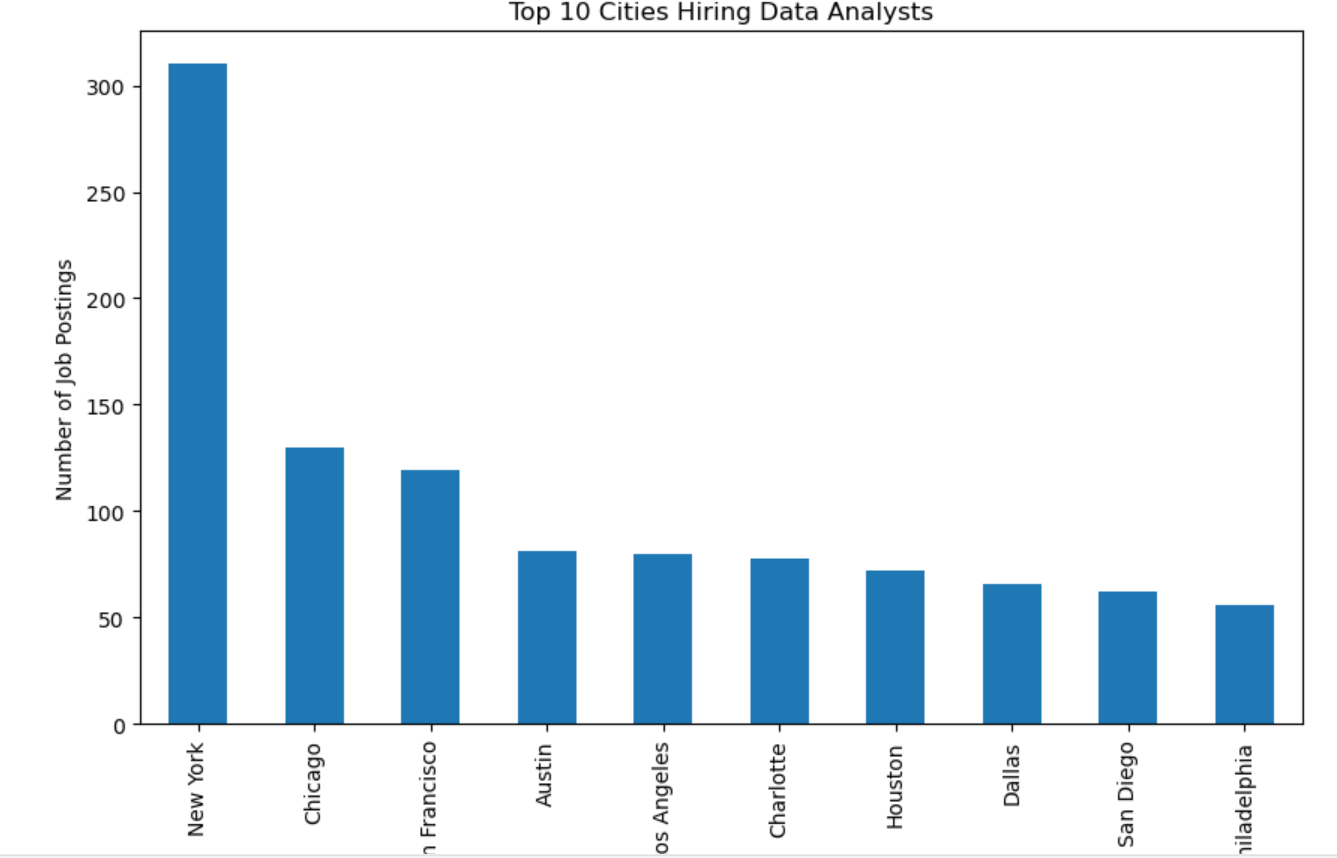 Top 10 Cities Hiring Data Analysts
Number of Job Postings
300
250
200
150
100
50
0
New York
Chicago
n Francisco
Austin
os Angeles
Charlotte
Houston
Dallas
San Diego
hiladelphia